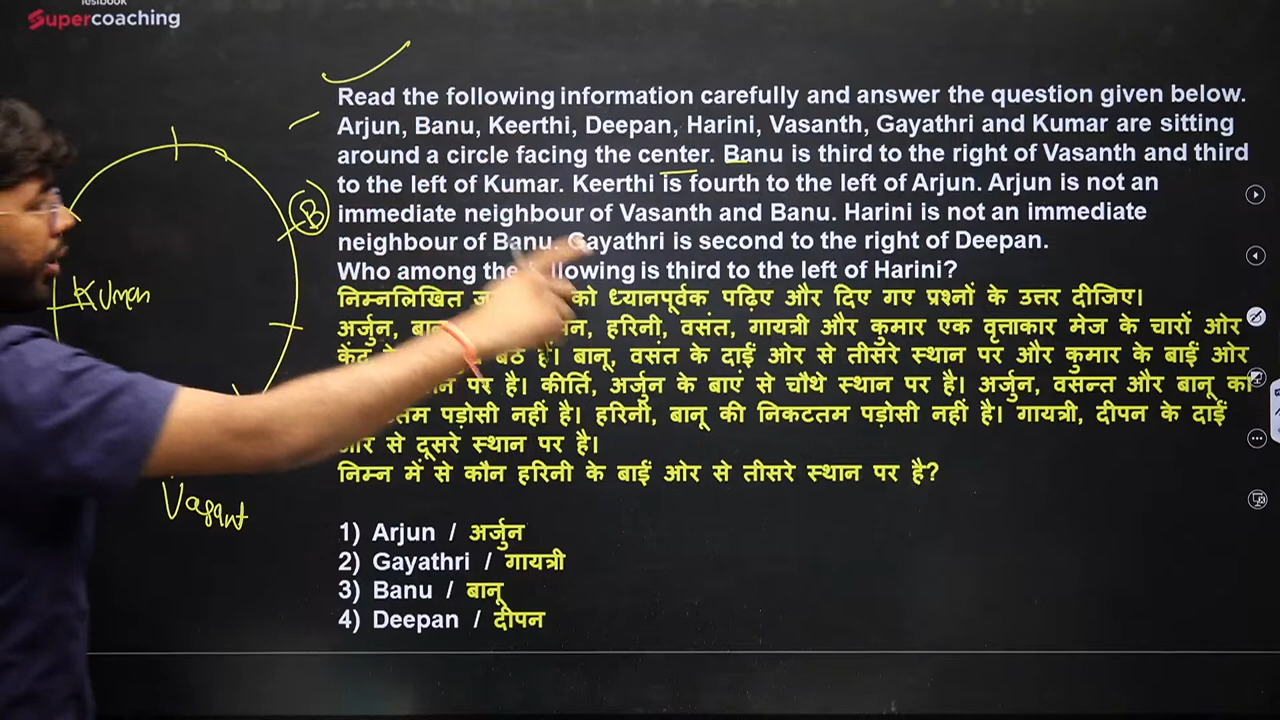 testbook
Supercoaching
Read the following information carefully and answer the question given below.
Arjun, Banu, Keerthi, Deepan, Harini, Vasanth, Gayathri and Kumar are sitting
around a circle facing the center. Banu is third to the right of Vasanth and third
to the left of Kumar. Keerthi is fourth to the left of Arjun. Arjun is not an
immediate neighbour of Vasanth and Banu. Harini is not an immediate
neighbour of Banu. Gayathri is second to the right of Deepan.
Who among the is third to the left of Harini?
निम्नलिखित को ध्यानपूर्वक पढ़िए और दिए गए प्रश्नों के उत्तर दीजिए।
अर्जुन, हरिनी, वसंत, गायत्री और कुमार एक वृत्ताकार मेज के चारों ओर
बैठे हैं। बानू, वसंत के दाईं ओर से तीसरे स्थान पर और कुमार के बाईं ओर
पर है। कीर्ति, अर्जुन के बाएं से चौथे स्थान पर है। अर्जुन, वसन्त और बानू का
पड़ोसी नहीं है। हरिनी, बानू की निकटतम पड़ोसी नहीं है। गायत्री, दीपन के दाईं
ओर से दूसरे स्थान पर है।
निम्न में से कौन हरिनी के बाईं ओर से तीसरे स्थान पर है?
1) Arjun / अर्जुन
2) Gayathri / गायत्री
3) Banu / बानू
4) Deepan / दीपन
B
Kuman
Vasant